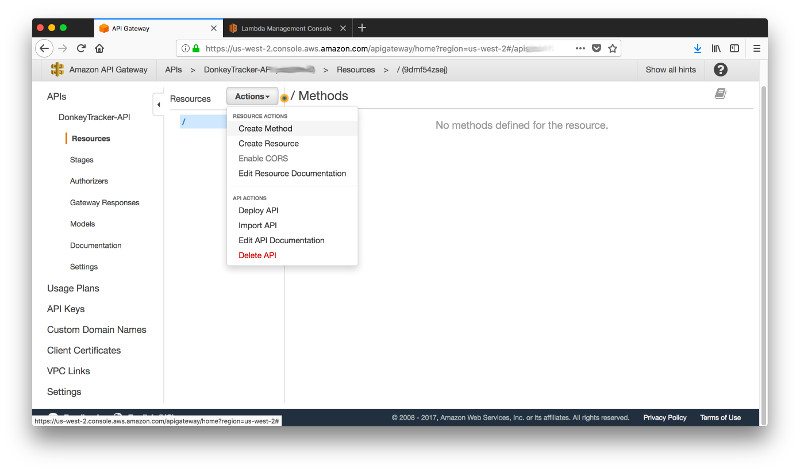 API Gateway
Lambda Management Console
https://us-west-2.console.aws.amazon.com/apigateway/home?region=us-west-2#/apis
Amazon API Gateway
APIs > DonkeyTracker-API > Resources > / (9dmf54zsej)
Show all hints
APIs
DonkeyTracker-API
Resources
Stages
Authorizers
Gateway Responses
Models
Documentation
Settings
Usage Plans
API Keys
Custom Domain Names
Client Certificates
VPC Links
Settings
Resources
Actions
/
RESOURCE ACTIONS
Create Method
Create Resource
Enable CORS
Edit Resource Documentation
API ACTIONS
Deploy API
Import API
Edit API Documentation
Delete API
/ Methods
No methods defined for the resource.
© 2008 - 2017, Amazon Web Services, Inc. or its affiliates. All rights reserved.
Privacy Policy
Terms of Use
https://us-west-2.console.aws.amazon.com/apigateway/home?region=us-west-2#